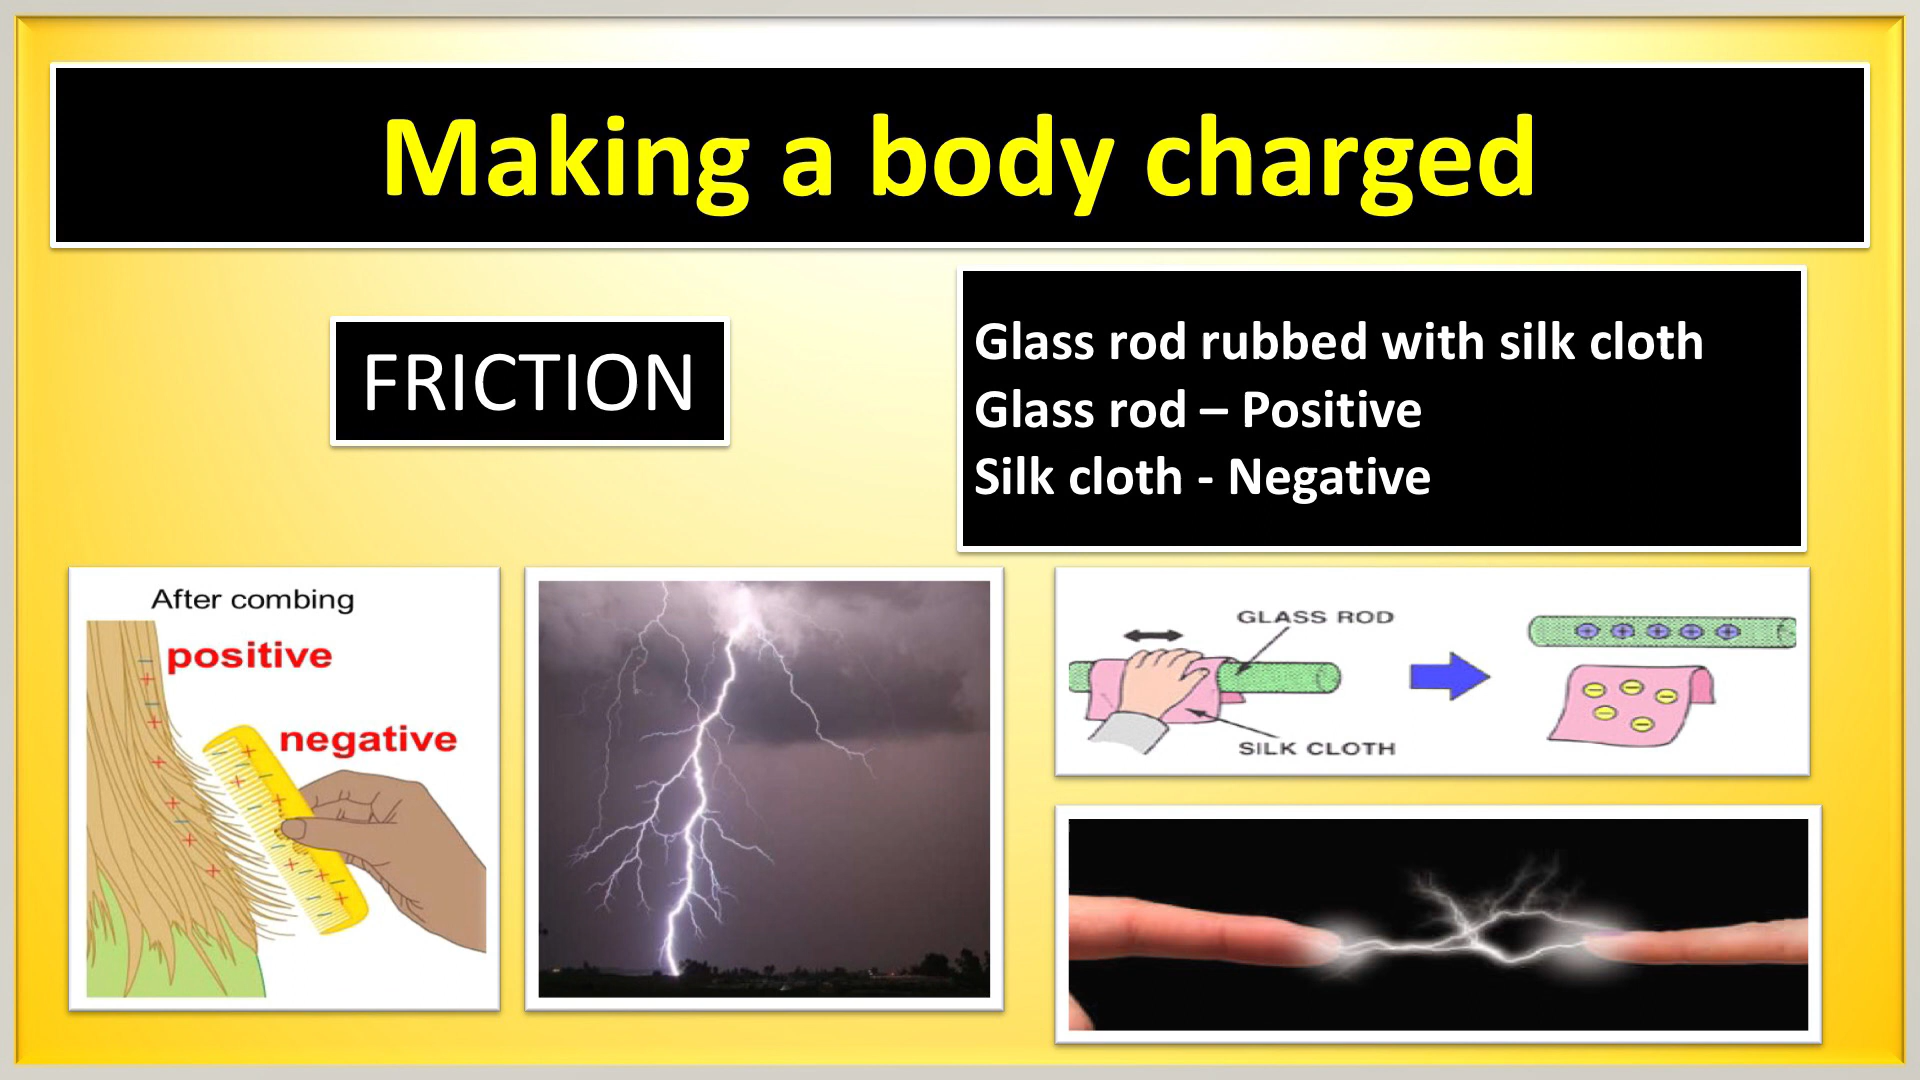 Making a body charged
FRICTION
Glass rod rubbed with silk cloth
Glass rod – Positive
Silk cloth - Negative
After combing
positive
negative
GLASS ROD
SILK CLOTH